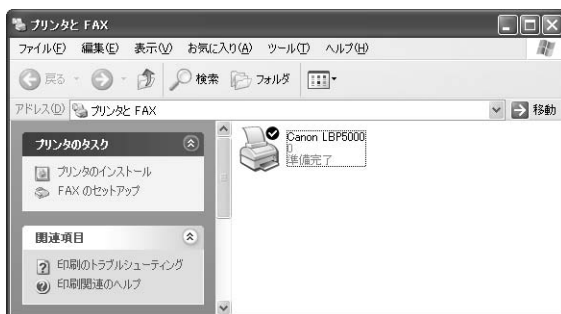 プリンタと FAX
ファイル(F) 編集(E) 表示(V) お気に入り(A) ツール(T) ヘルプ(H)
戻る 検索 フォルダ
アドレス(D) プリンタと FAX 移動
プリンタのタスク
プリンタのインストール
FAX のセットアップ
関連項目
印刷のトラブルシューティング
印刷関連のヘルプ
Canon LBP5000
0
準備完了